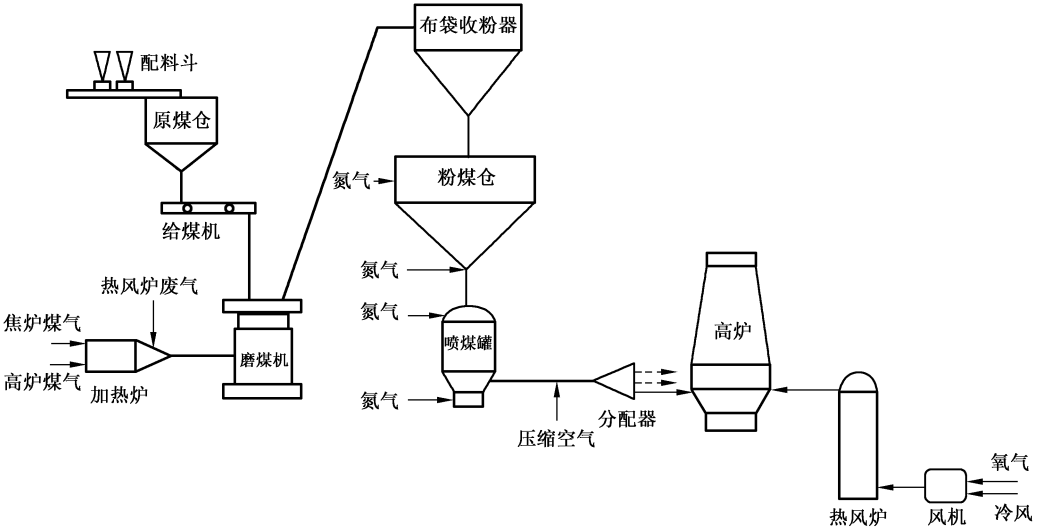 布袋收粉器
配料斗
原煤仓
氮气
粉煤仓
给煤机
氮气
热风炉废气
氮气
焦炉煤气
喷煤罐
高炉
磨煤机
高炉煤气
加热炉
氮气
分配器
压缩空气
氧气
热风炉
风机
冷风